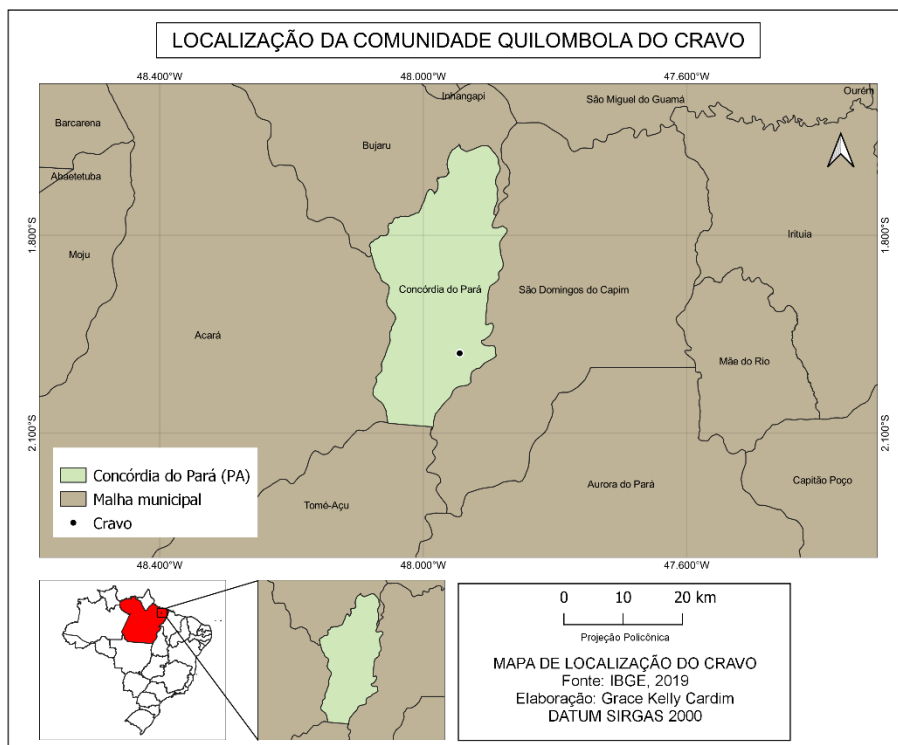 LOCALIZAÇÃO DA COMUNIDADE QUILOMBOLA DO CRAVO
48.400°W
48.000°W
47.600°W
Inhangapi
São Miguel do Guamá
Ourém
Barcarena
Bujaru
Abaetetuba
1.800°S
1.800°S
Moju
Irituia
Concórdia do Pará
São Domingos do Capim
Acará
Mãe do Rio
2.100°S
2.100°S
Concórdia do Pará (PA)
Malha municipal
Cravo
Tomé-Açu
Aurora do Pará
Capitão Poço
48.400°W
48.000°W
47.600°W
0 10 20 km
Projeção Policônica
MAPA DE LOCALIZAÇÃO DO CRAVO
Fonte: IBGE, 2019
Elaboração: Grace Kelly Cardim
DATUM SIRGAS 2000